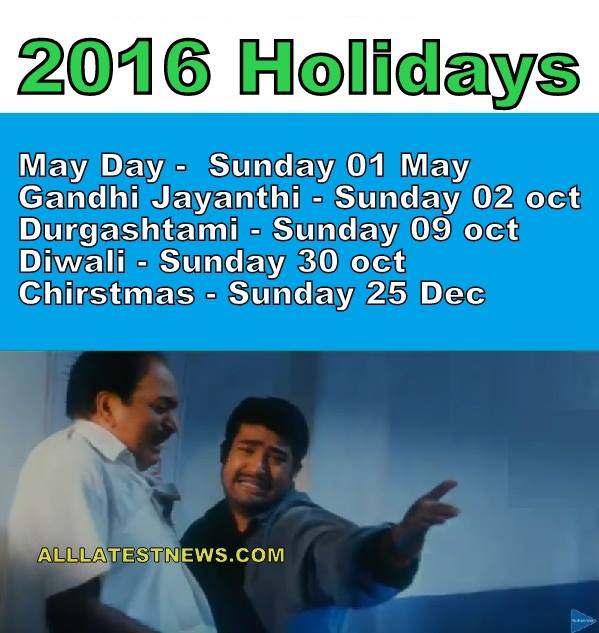 2016 Holidays
May Day - Sunday 01 May
Gandhi Jayanthi - Sunday 02 oct
Durgashtami - Sunday 09 oct
Diwali - Sunday 30 oct
Chirstmas - Sunday 25 Dec
ALLLATESTNEWS.COM